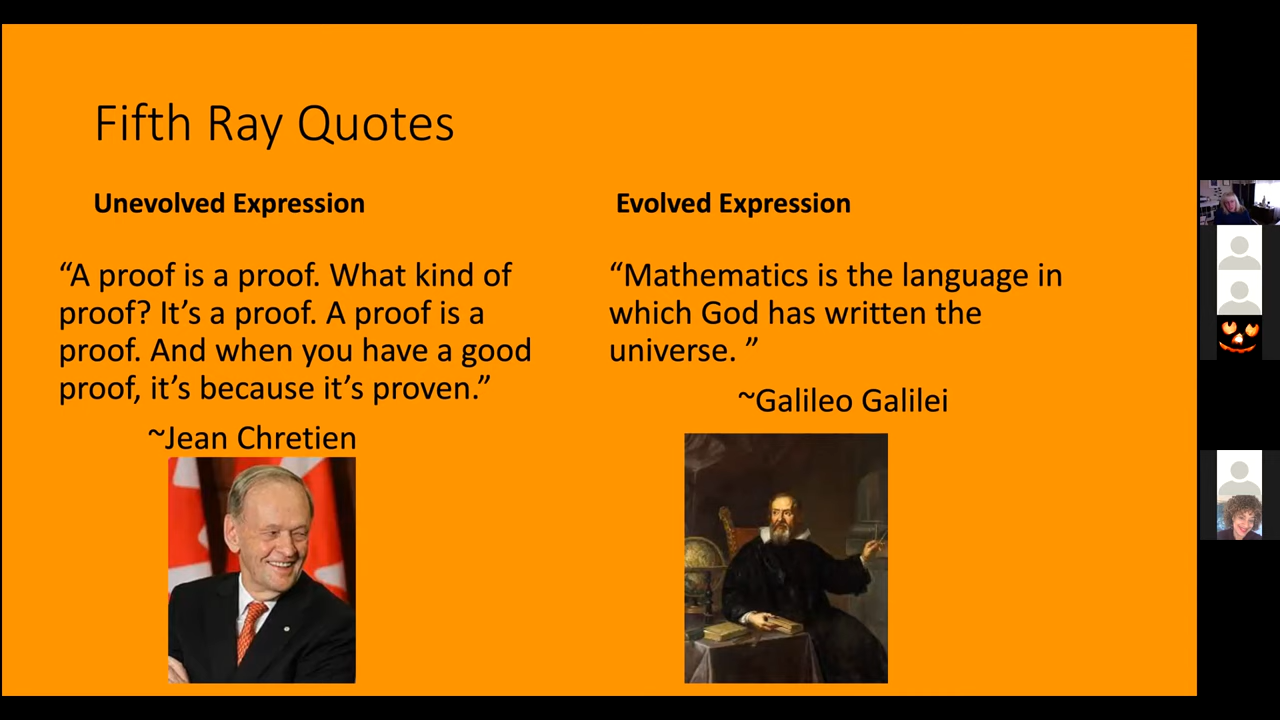 Fifth Ray Quotes
Unevolved Expression
“A proof is a proof. What kind of
proof? It’s a proof. A proof is a
proof. And when you have a good
proof, it’s because it’s proven.”
~Jean Chretien
Evolved Expression
“Mathematics is the language in
which God has written the
universe. ”
~Galileo Galilei